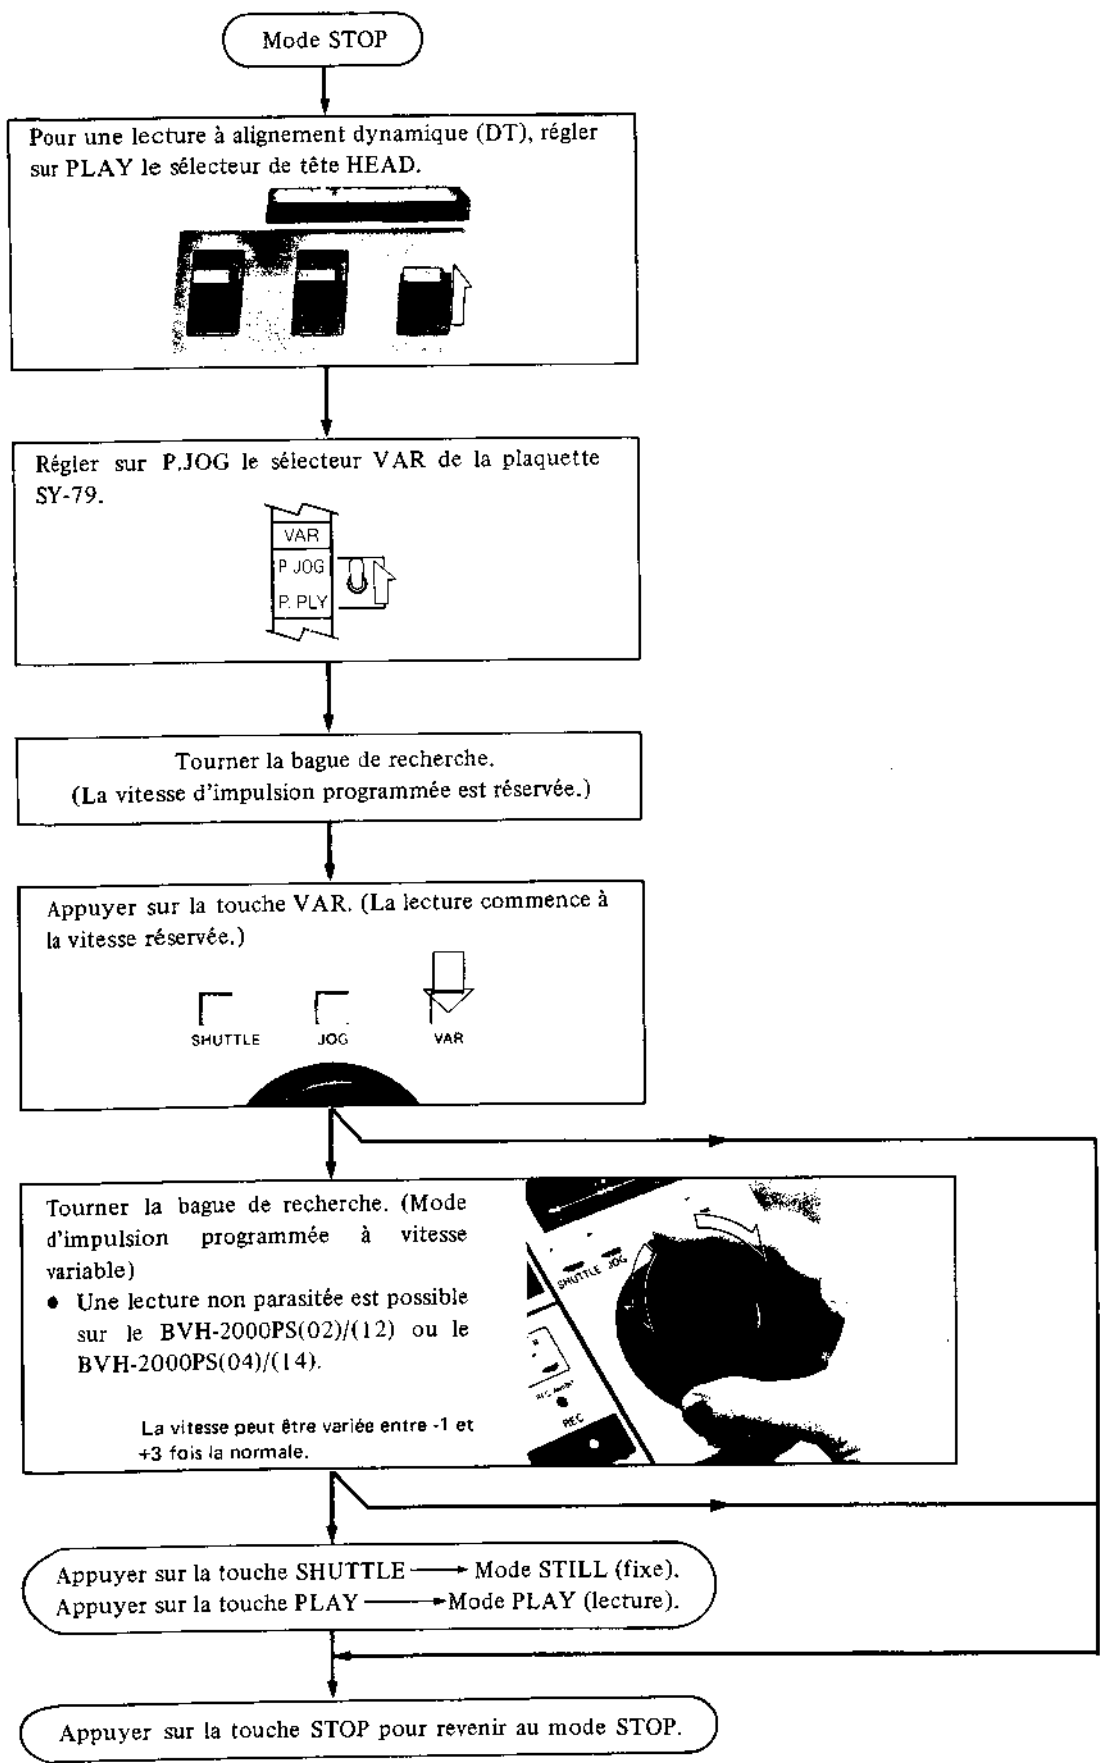 Mode STOP
Pour une lecture à alignement dynamique (DT), régler
sur PLAY le sélecteur de tête HEAD.
Régler sur P.JOG le sélecteur VAR de la plaquette
SY-79.
VAR
P.JOG
P.PLY
Tourner la bague de recherche.
(La vitesse d'impulsion programmée est réservée.)
Appuyer sur la touche VAR. (La lecture commence à
la vitesse réservée.)
SHUTTLE JOG VAR
Tourner la bague de recherche. (Mode
d'impulsion programmée à vitesse
variable)
● Une lecture non parasitée est possible
sur le BVH-2000PS(02)/(12) ou le
BVH-2000PS(04)/(14).
La vitesse peut être variée entre -1 et
+3 fois la normale.
SHUTTLE JOG
REC
Appuyer sur la touche SHUTTLE → Mode STILL (fixe).
Appuyer sur la touche PLAY → Mode PLAY (lecture).
Appuyer sur la touche STOP pour revenir au mode STOP.